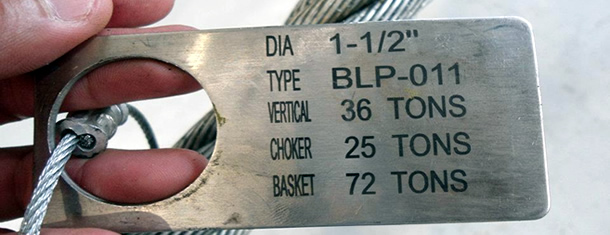 DIA 1-1/2"
TYPE BLP-011
VERTICAL 36 TONS
CHOKER 25 TONS
BASKET 72 TONS